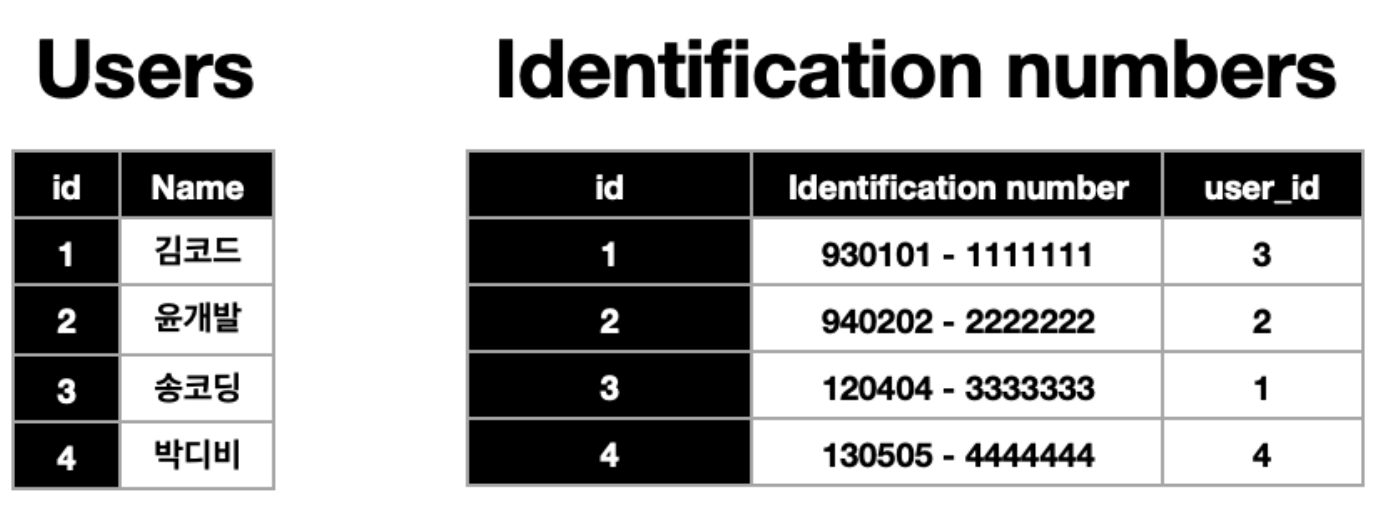 Users
id Name
1 김코드
2 윤개발
3 송코딩
4 박디비
Identification numbers
id Identification number user_id
1 930101 - 1111111 3
2 940202 - 2222222 2
3 120404 - 3333333 1
4 130505 - 4444444 4